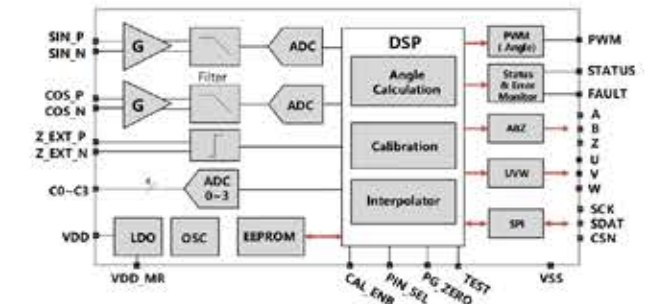 SIN_P
SIN_N
G
ADC
Filter
COS_P
COS_N
G
ADC
Z_EXT_P
Z_EXT_N
C0~C3
4
ADC
0~3
VDD
LDO
OSC
EEPROM
VDD_MR
DSP
Angle
Calculation
Calibration
Interpolator
CAL_ENB
PIN_SEL
PG_ZERO
TEST
PWM
( Angle)
PWM
Status
& Error
Monitor
STATUS
FAULT
ABZ
A
B
Z
UVW
U
V
W
SPI
SCK
SDAT
CSN
VSS